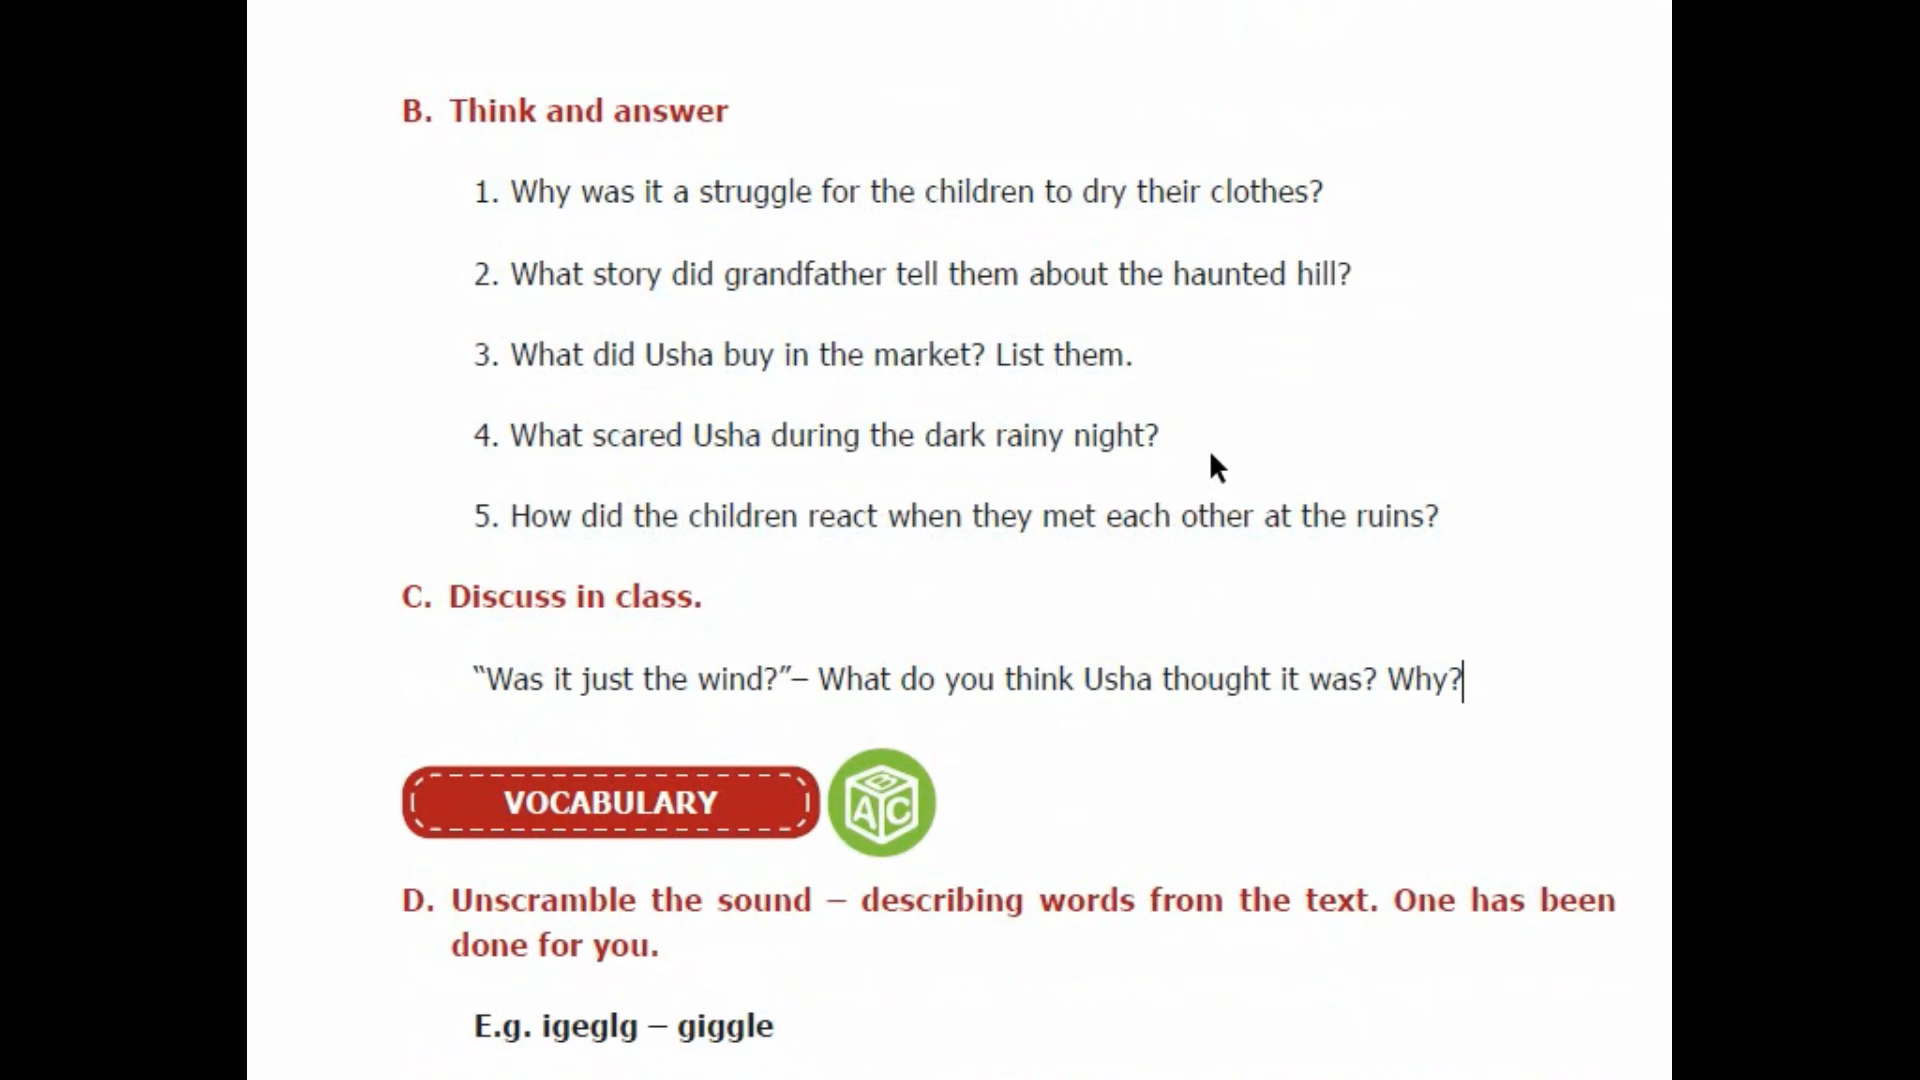 B. Think and answer
1. Why was it a struggle for the children to dry their clothes?
2. What story did grandfather tell them about the haunted hill?
3. What did Usha buy in the market? List them.
4. What scared Usha during the dark rainy night?
5. How did the children react when they met each other at the ruins?
C. Discuss in class.
“Was it just the wind?”– What do you think Usha thought it was? Why?
VOCABULARY
A B C
D. Unscramble the sound – describing words from the text. One has been
done for you.
E.g. igeglg – giggle